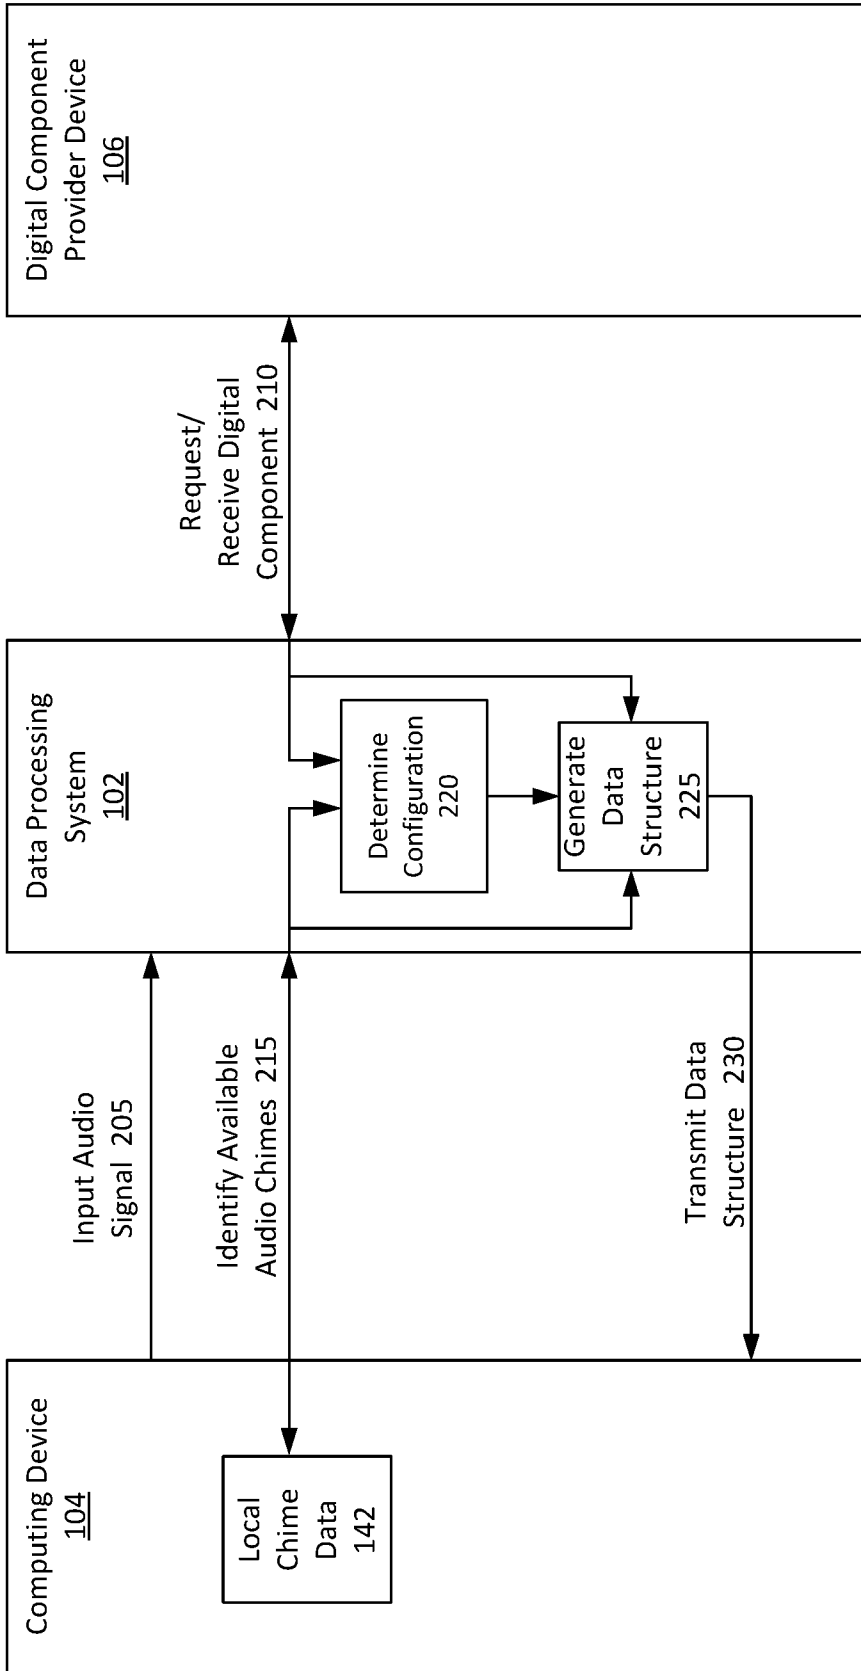 Computing Device
104
Local
Chime
Data
142
Input Audio
Signal 205
Identify Available
Audio Chimes 215
Transmit Data
Structure 230
Data Processing
System
102
Determine
Configuration
220
Generate
Data
Structure
225
Request/
Receive Digital
Component 210
Digital Component
Provider Device
106